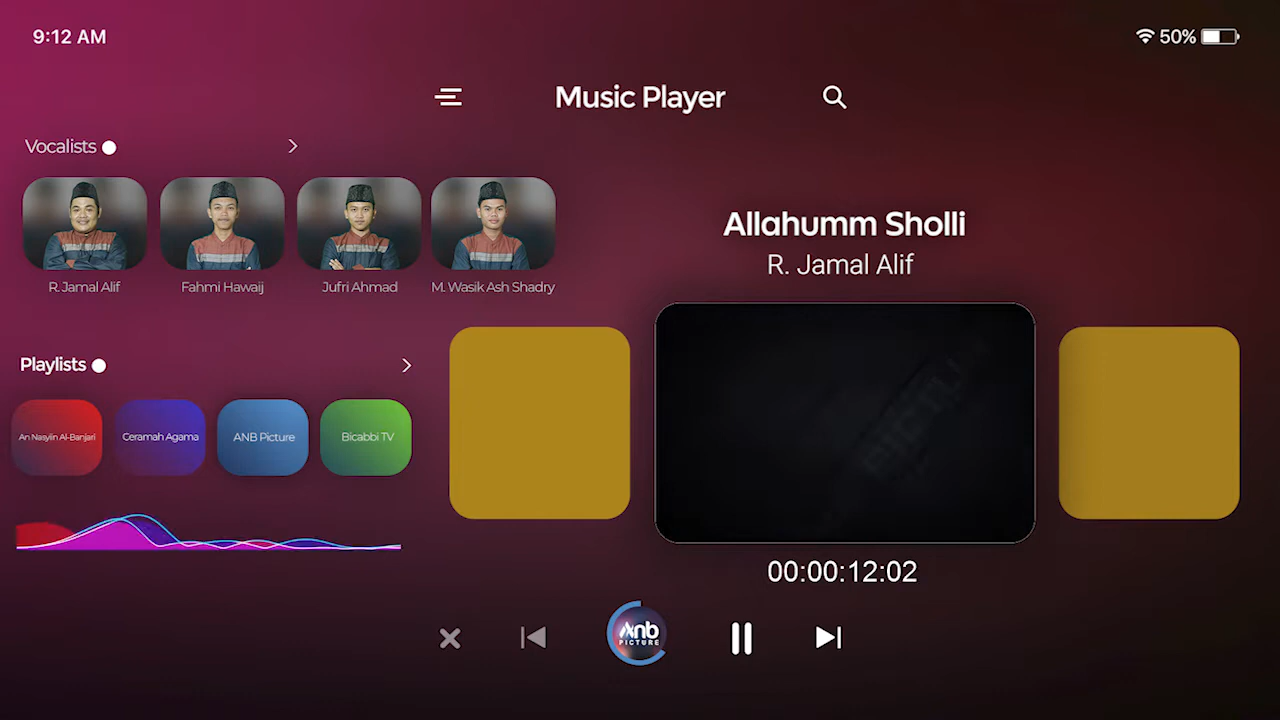 9:12 AM
50%
Music Player
Vocalists
R. Jamal Alif
Fahmi Hawaij
Jufri Ahmad
M. Wasik Ash Shadry
Allahumm Sholli
R. Jamal Alif
Playlists
An Nasyiin Al-Banjari
Ceramah Agama
ANB Picture
Bicabbi TV
00:00:12:02
Anb
PICTURE